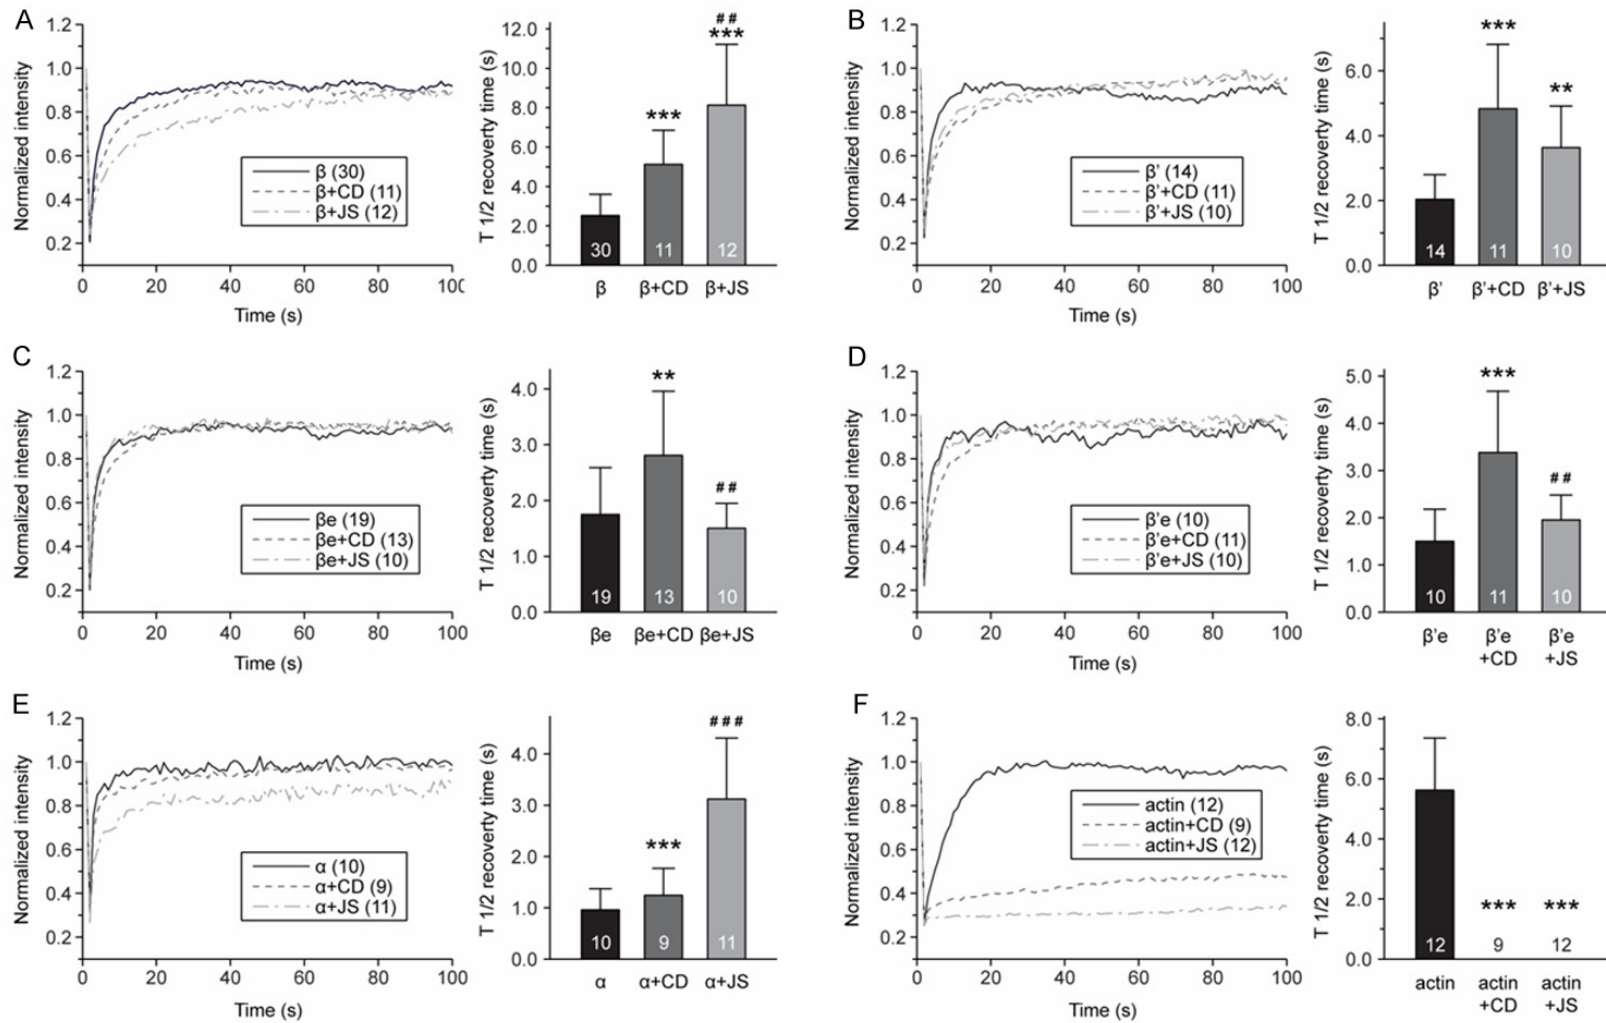 A
Normalized intensity
1.2
1.0
0.8
0.6
0.4
0.2
β (30)
β+CD (11)
β+JS (12)
0 20 40 60 80 100
Time (s)
T 1/2 recoverty time (s)
12.0
10.0
8.0
6.0
4.0
2.0
0.0
***
##
***
30 11 12
β β+CD β+JS
B
Normalized intensity
1.2
1.0
0.8
0.6
0.4
0.2
β' (14)
β'+CD (11)
β'+JS (10)
0 20 40 60 80 100
Time (s)
T 1/2 recoverty time (s)
6.0
4.0
2.0
0.0
***
**
14 11 10
β' β'+CD β'+JS
C
Normalized intensity
1.2
1.0
0.8
0.6
0.4
0.2
βe (19)
βe+CD (13)
βe+JS (10)
0 20 40 60 80 100
Time (s)
T 1/2 recoverty time (s)
4.0
3.0
2.0
1.0
0.0
**
##
19 13 10
βe βe+CD βe+JS
D
Normalized intensity
1.2
1.0
0.8
0.6
0.4
0.2
β'e (10)
β'e+CD (11)
β'e+JS (10)
0 20 40 60 80 100
Time (s)
T 1/2 recoverty time (s)
5.0
4.0
3.0
2.0
1.0
0.0
***
##
10 11 10
β'e β'e β'e
+CD +JS
E
Normalized intensity
1.2
1.0
0.8
0.6
0.4
0.2
α (10)
α+CD (9)
α+JS (11)
0 20 40 60 80 100
Time (s)
T 1/2 recoverty time (s)
4.0
3.0
2.0
1.0
0.0
***
###
10 9 11
α α+CD α+JS
F
Normalized intensity
1.2
1.0
0.8
0.6
0.4
0.2
actin (12)
actin+CD (9)
actin+JS (12)
0 20 40 60 80 100
Time (s)
T 1/2 recoverty time (s)
8.0
6.0
4.0
2.0
0.0
*** ***
12 9 12
actin actin actin
+CD +JS